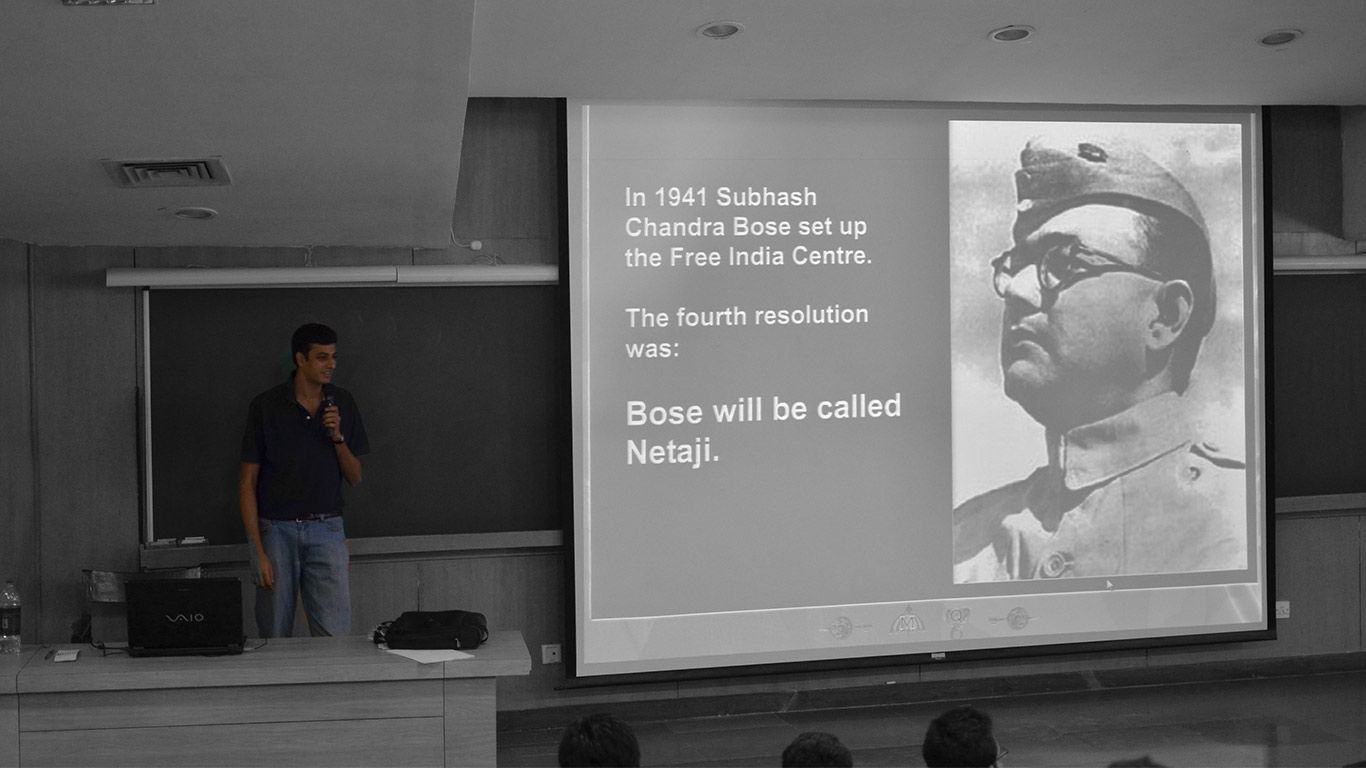 In 1941 Subhash
Chandra Bose set up
the Free India Centre.
The fourth resolution
was:
Bose will be called
Netaji.
VAIO